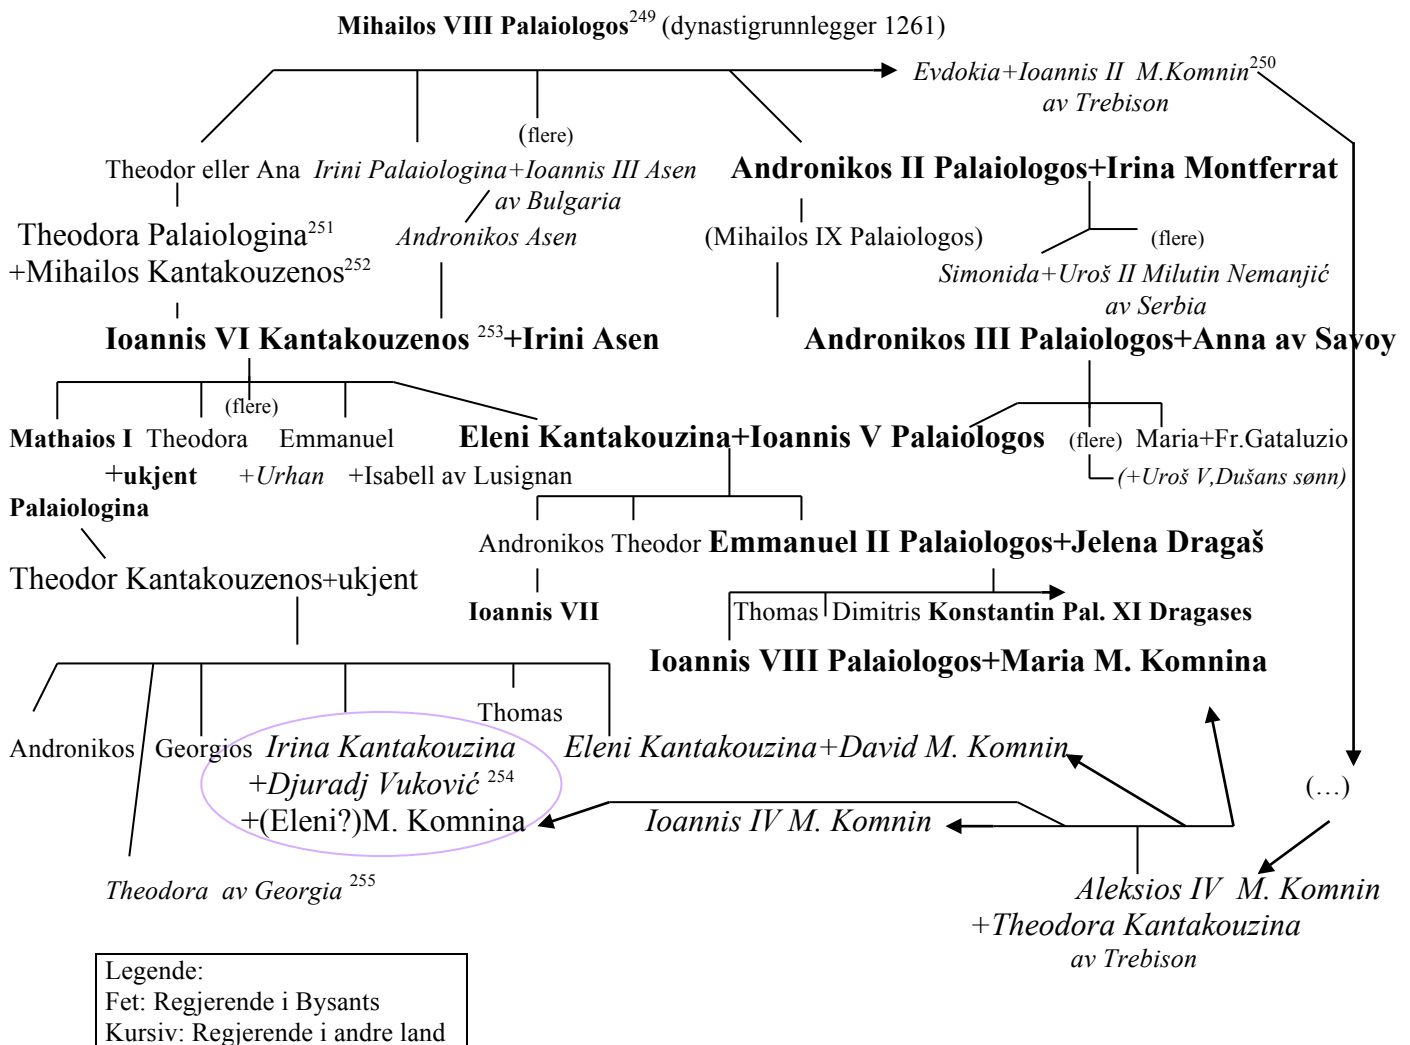 Mihailos VIII Palaiologos249 (dynastigrunnlegger 1261)
Evdokia+Ioannis II M.Komnin250
av Trebison
(flere)
Theodor eller Ana
Irini Palaiologina+Ioannis III Asen
av Bulgaria
Andronikos II Palaiologos+Irina Montferrat
Theodora Palaiologina251
+Mihailos Kantakouzenos252
Andronikos Asen
(Mihailos IX Palaiologos)
(flere)
Simonida+Uroš II Milutin Nemanjić
av Serbia
Ioannis VI Kantakouzenos 253+Irini Asen
Andronikos III Palaiologos+Anna av Savoy
(flere)
Mathaios I Theodora Emmanuel
Eleni Kantakouzina+Ioannis V Palaiologos
(flere) Maria+Fr.Gataluzio
+ukjent +Urhan +Isabell av Lusignan
(+Uroš V,Dušans sønn)
Palaiologina
Andronikos Theodor Emmanuel II Palaiologos+Jelena Dragaš
Theodor Kantakouzenos+ukjent
Ioannis VII
Thomas Dimitris Konstantin Pal. XI Dragases
Ioannis VIII Palaiologos+Maria M. Komnina
Thomas
Andronikos Georgios Irina Kantakouzina
+Djuradj Vuković 254
+(Eleni?)M. Komnina
Eleni Kantakouzina+David M. Komnin
(…)
Ioannis IV M. Komnin
Theodora av Georgia 255
Aleksios IV M. Komnin
+Theodora Kantakouzina
av Trebison
Legende:
Fet: Regjerende i Bysants
Kursiv: Regjerende i andre land